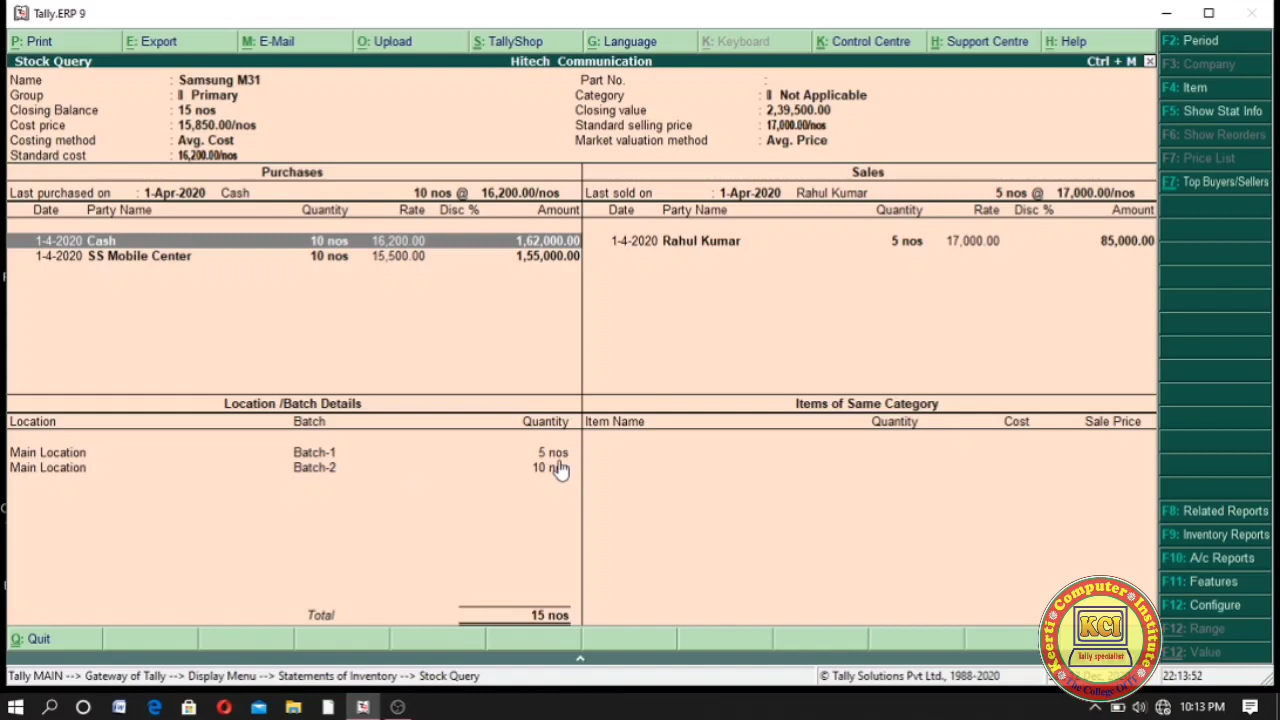 Tally.ERP 9
P: Print E: Export M: E-Mail O: Upload S: TallyShop G: Language K: Keyboard K: Control Centre H: Support Centre H: Help
Stock Query Hitech Communication Ctrl + M
Name : Samsung M31 Part No. :
Group : Primary Category : Not Applicable
Closing Balance : 15 nos Closing value : 2,39,500.00
Cost price : 15,850.00/nos Standard selling price : 17,000.00/nos
Costing method : Avg. Cost Market valuation method : Avg. Price
Standard cost : 16,200.00/nos
Purchases Sales
Last purchased on : 1-Apr-2020 Cash 10 nos @ 16,200.00/nos Last sold on : 1-Apr-2020 Rahul Kumar 5 nos @ 17,000.00/nos
Date Party Name Quantity Rate Disc % Amount Date Party Name Quantity Rate Disc % Amount
1-4-2020 Cash 10 nos 16,200.00 1,62,000.00 1-4-2020 Rahul Kumar 5 nos 17,000.00 85,000.00
1-4-2020 SS Mobile Center 10 nos 15,500.00 1,55,000.00
Location /Batch Details Items of Same Category
Location Batch Quantity Item Name Quantity Cost Sale Price
Main Location Batch-1 5 nos
Main Location Batch-2 10
Total 15 nos
Q: Quit
Tally MAIN --> Gateway of Tally --> Display Menu --> Statements of Inventory --> Stock Query © Tally Solutions Pvt Ltd., 1988-2020 22:13:52
F2: Period
F3: Company
F4: Item
F5: Show Stat Info
F6: Show Reorders
F7: Price List
F7: Top Buyers/Sellers
F8: Related Reports
F9: Inventory Reports
F10: A/c Reports
F11: Features
F12: Configure
F12: Range
F12: Value
Keerti Computer Institute
KCI
Tally specialist
The College Of IT
10:13 PM